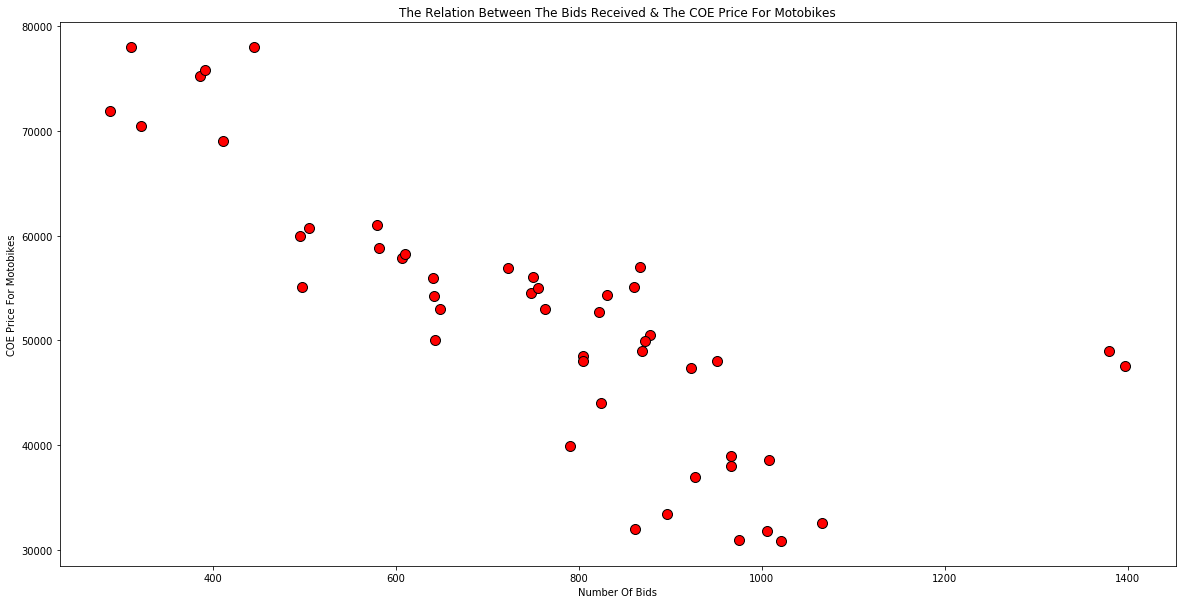 The Relation Between The Bids Received & The COE Price For Motobikes
80000
70000
60000
50000
40000
30000
COE Price For Motobikes
400 600 800 1000 1200 1400
Number Of Bids